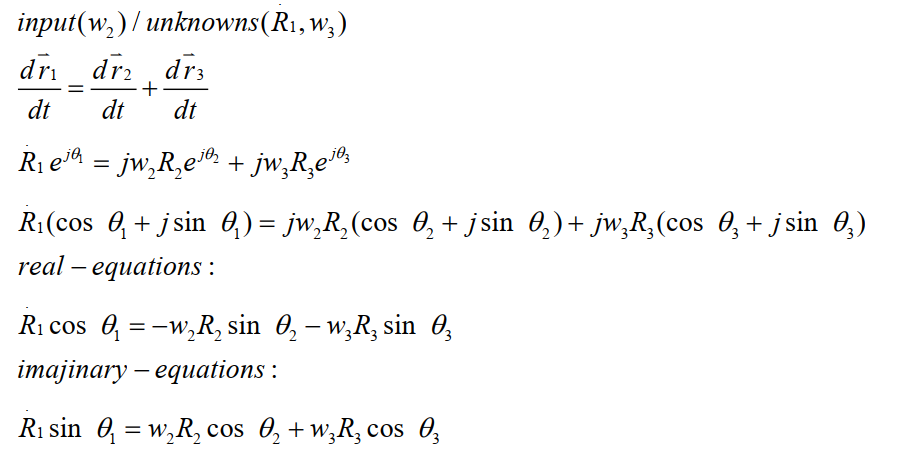 input(w₂) / unknowns(Ṙ₁, w₃)
dr⃗₁/dt = dr⃗₂/dt + dr⃗₃/dt
Ṙ₁ e^{jθ₁} = jw₂R₂e^{jθ₂} + jw₃R₃e^{jθ₃}
Ṙ₁(cos θ₁ + j sin θ₁) = jw₂R₂(cos θ₂ + j sin θ₂) + jw₃R₃(cos θ₃ + j sin θ₃)
real – equations :
Ṙ₁ cos θ₁ = –w₂R₂ sin θ₂ – w₃R₃ sin θ₃
imajinary – equations :
Ṙ₁ sin θ₁ = w₂R₂ cos θ₂ + w₃R₃ cos θ₃